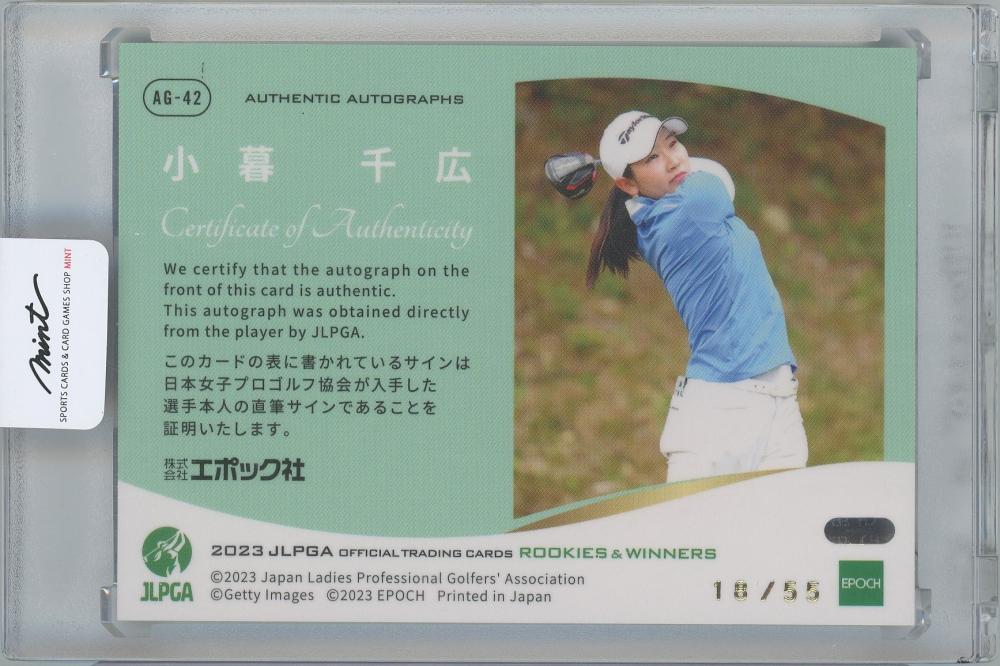 AG-42
AUTHENTIC AUTOGRAPHS
小暮 千広
Certificate of Authenticity
We certify that the autograph on the
front of this card is authentic.
This autograph was obtained directly
from the player by JLPGA.
このカードの表に書かれているサインは
日本女子プロゴルフ協会が入手した
選手本人の直筆サインであることを
証明いたします。
株式会社エポック社
TaylorMade
mint
SPORTS CARDS & CARD GAMES SHOP MINT
JLPGA
2023 JLPGA OFFICIAL TRADING CARDS ROOKIES & WINNERS
©2023 Japan Ladies Professional Golfers' Association
©Getty Images ©2023 EPOCH Printed in Japan
18/55
EPOCH